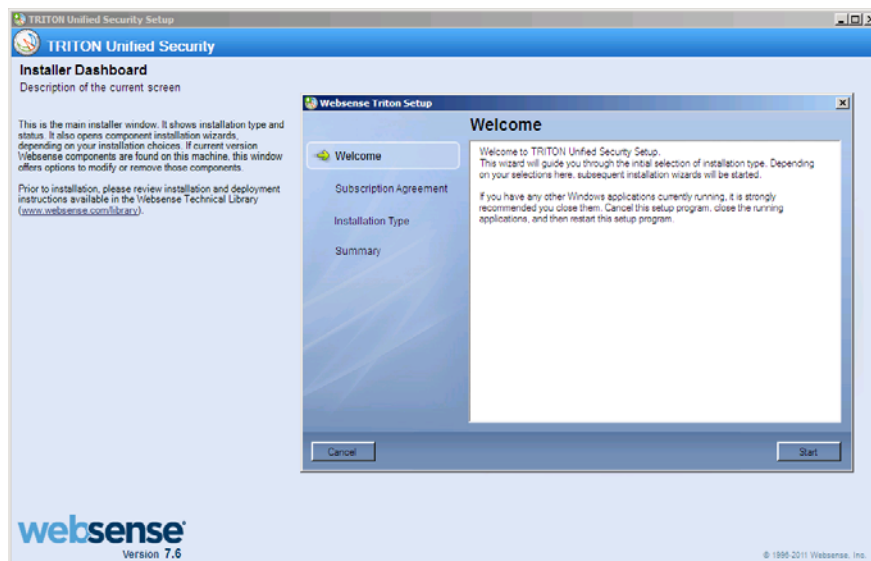 TRITON Unified Security Setup
TRITON Unified Security
Installer Dashboard
Description of the current screen
This is the main installer window. It shows installation type and
status. It also opens component installation wizards,
depending on your installation choices. If current version
Websense components are found on this machine, this window
offers options to modify or remove those components.
Prior to installation, please review installation and deployment
instructions available in the Websense Technical Library
(www.websense.com/library).
Websense Triton Setup
Welcome
Welcome
Subscription Agreement
Installation Type
Summary
Welcome to TRITON Unified Security Setup.
This wizard will guide you through the initial selection of installation type. Depending
on your selections here, subsequent installation wizards will be started.
If you have any other Windows applications currently running, it is strongly
recommended you close them. Cancel this setup program, close the running
applications, and then restart this setup program.
Cancel
Start
websense
Version 7.6
© 1996-2011 Websense, Inc.